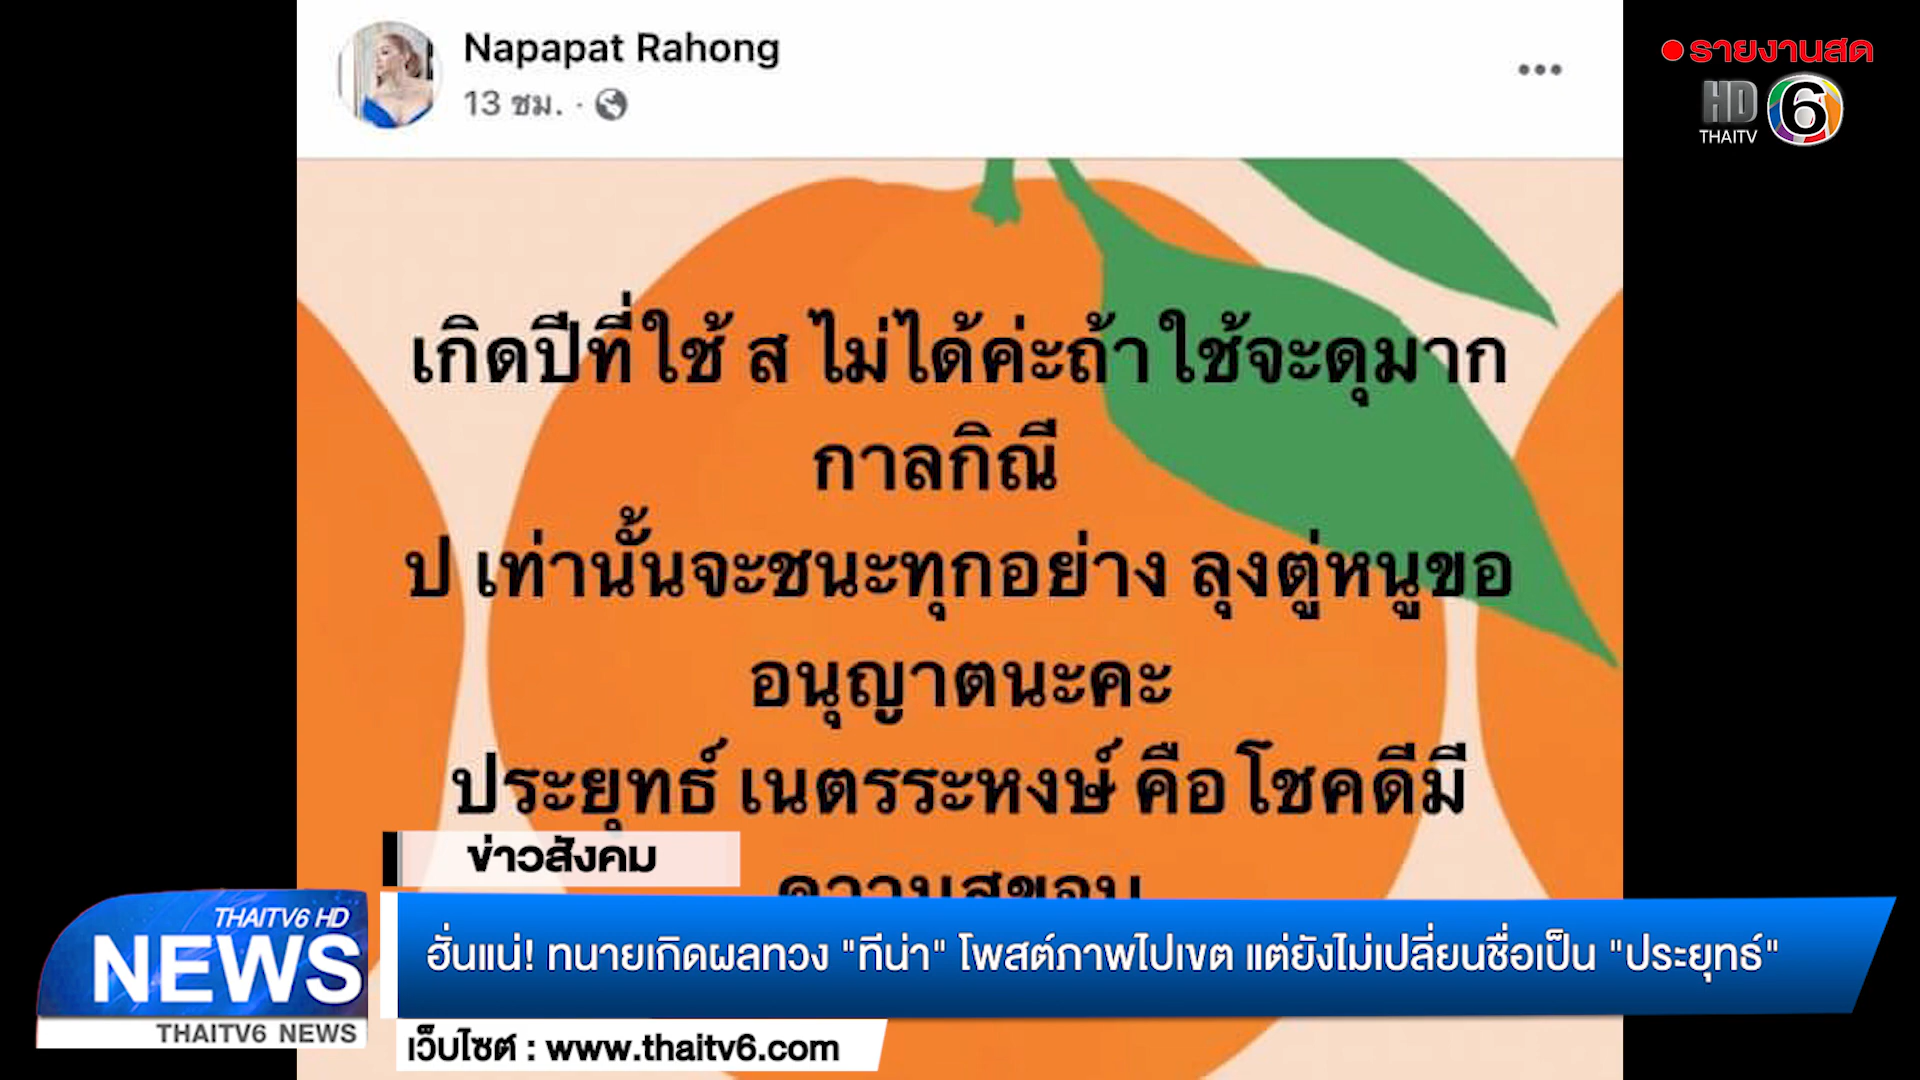 Napapat Rahong
13 ชม. ·
รายงานสด
HD
THAITV
6
เกิดปีที่ใช้ ส ไม่ได้ค่ะถ้าใช้จะดุมาก
กาลกิณี
ป เท่านั้นจะชนะทุกอย่าง ลุงตู่หนูขอ
อนุญาตนะคะ
ประยุทธ์ เนตรระหงษ์ คือโชคดีมี
ข่าวสังคม
THAITV6 HD
NEWS
THAITV6 NEWS
ฮั่นแน่! ทนายเกิดผลทวง "ทีน่า" โพสต์ภาพไปเขต แต่ยังไม่เปลี่ยนชื่อเป็น "ประยุทธ์"
เว็บไซต์ : www.thaitv6.com